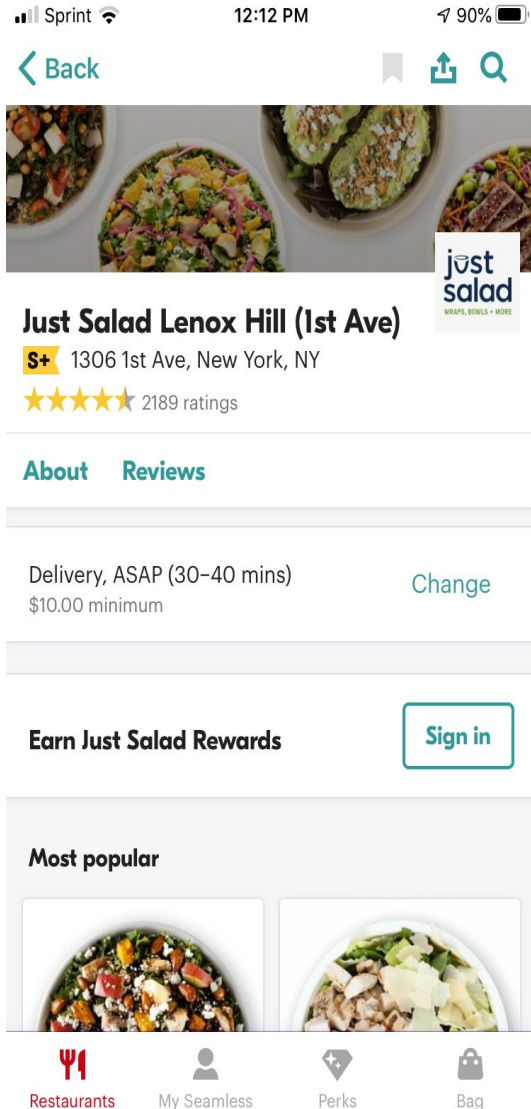 Sprint 12:12 PM 90%
Back
just
salad
WRAPS, BOWLS + MORE
Just Salad Lenox Hill (1st Ave)
S+ 1306 1st Ave, New York, NY
2189 ratings
About Reviews
Delivery, ASAP (30–40 mins)
$10.00 minimum
Change
Earn Just Salad Rewards
Sign in
Most popular
Restaurants My Seamless Perks Bag